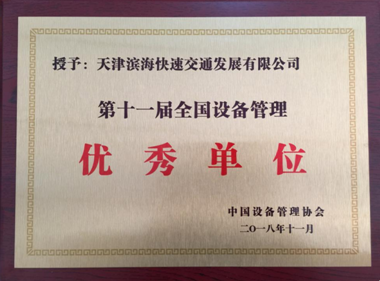 授予：天津滨海快速交通发展有限公司
第十一届全国设备管理
优秀单位
中国设备管理协会
二〇一八年十一月